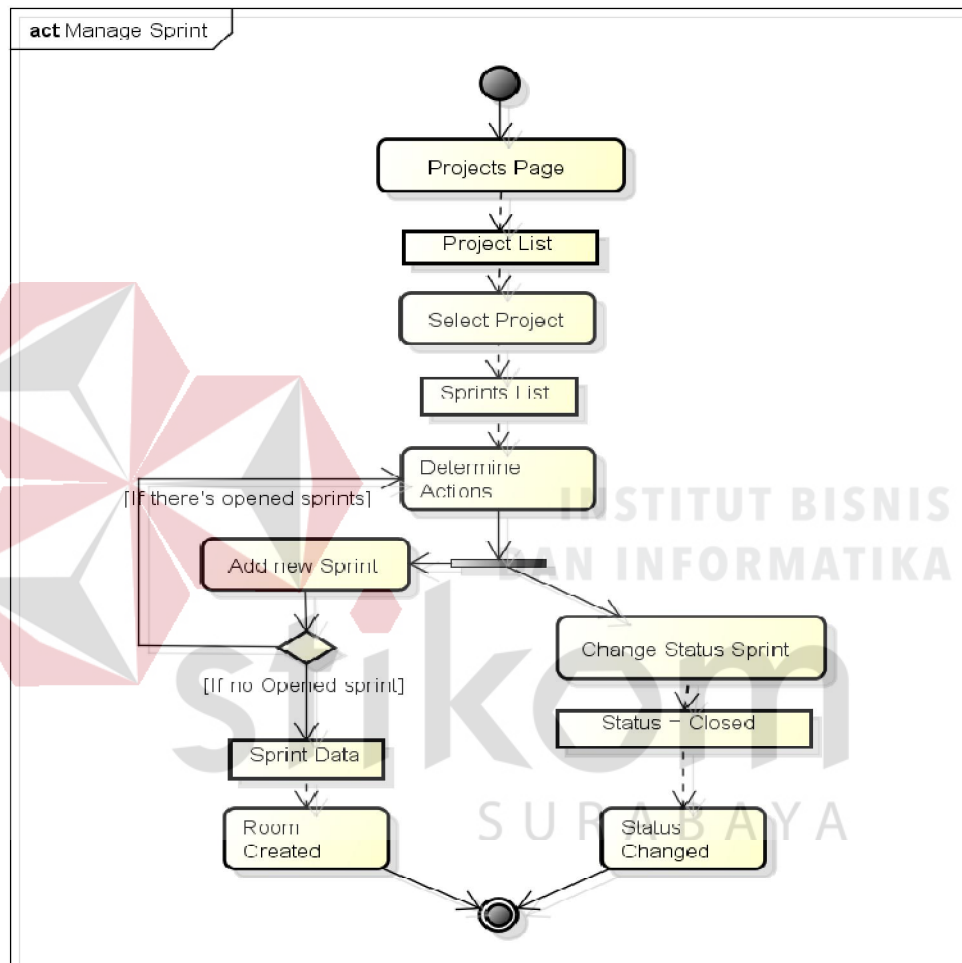 act Manage Sprint
Projects Page
Project List
Select Project
Sprints List
Determine
Actions
[If there's opened sprints]
INSTITUT BISNIS
DAN INFORMATIKA
Add new Sprint
Change Status Sprint
[If no Opened sprint]
stikom
Status - Closed
Sprint Data
SURABAYA
Room
Created
Status
Changed